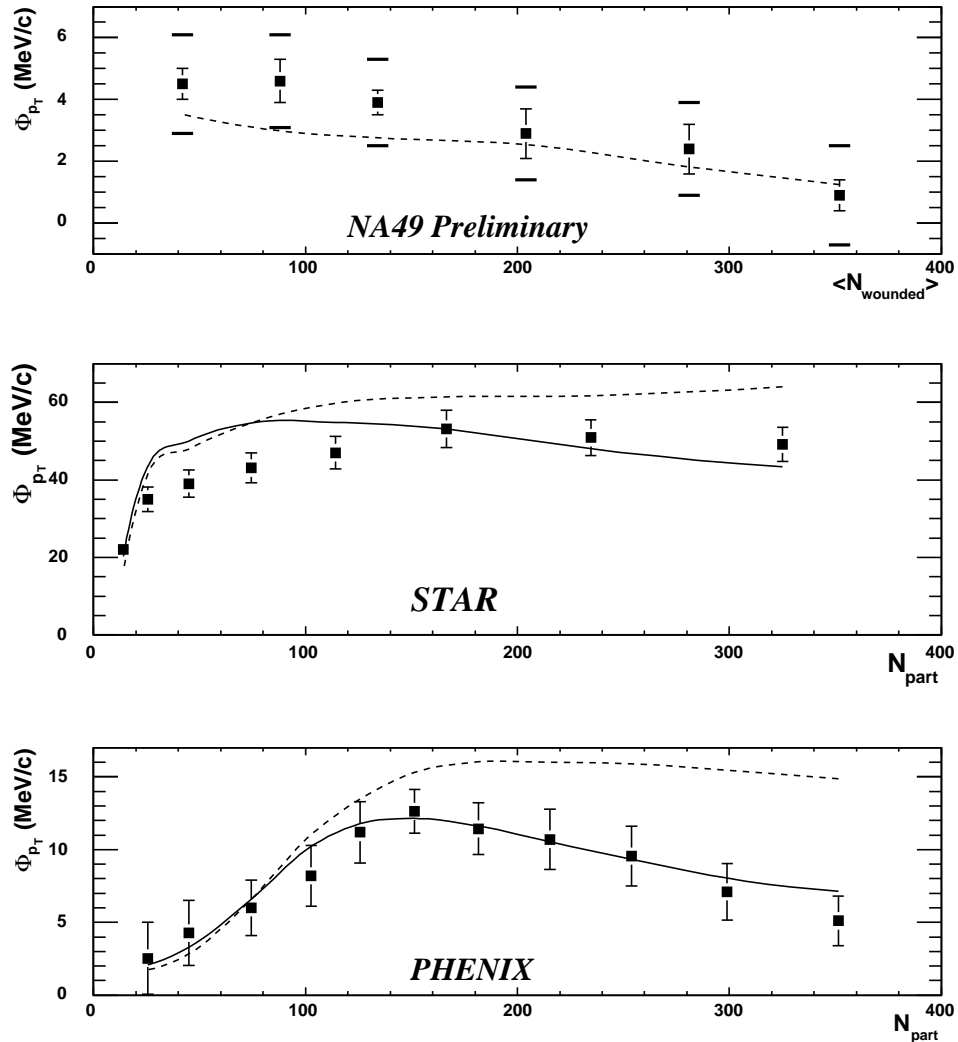 Φ_{p_T} (MeV/c)
6
4
2
0
NA49 Preliminary
0 100 200 300 400
<N_{wounded}>
Φ_{p_T} (MeV/c)
60
40
20
0
STAR
0 100 200 300 400
N_{part}
Φ_{p_T} (MeV/c)
15
10
5
0
PHENIX
0 100 200 300 400
N_{part}